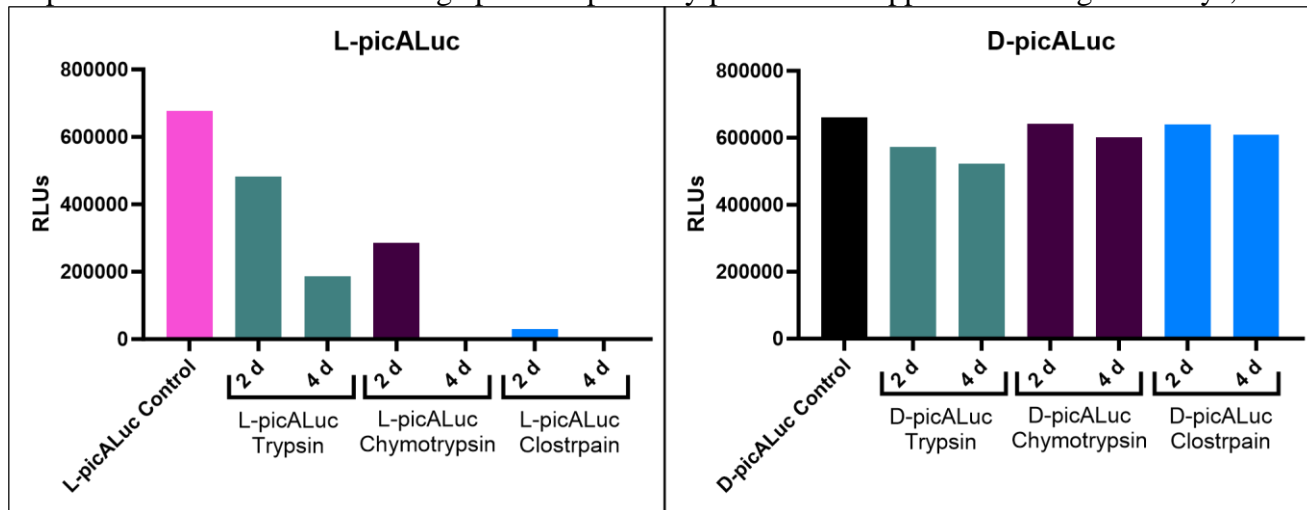 L-picALuc
800000
600000
400000
200000
0
RLUs
L-picALuc Control
2 d
4 d
2 d
4 d
2 d
4 d
L-picALuc
Trypsin
L-picALuc
Chymotrypsin
L-picALuc
Clostrpain
D-picALuc
800000
600000
400000
200000
0
RLUs
D-picALuc Control
2 d
4 d
2 d
4 d
2 d
4 d
D-picALuc
Trypsin
D-picALuc
Chymotrypsin
D-picALuc
Clostrpain